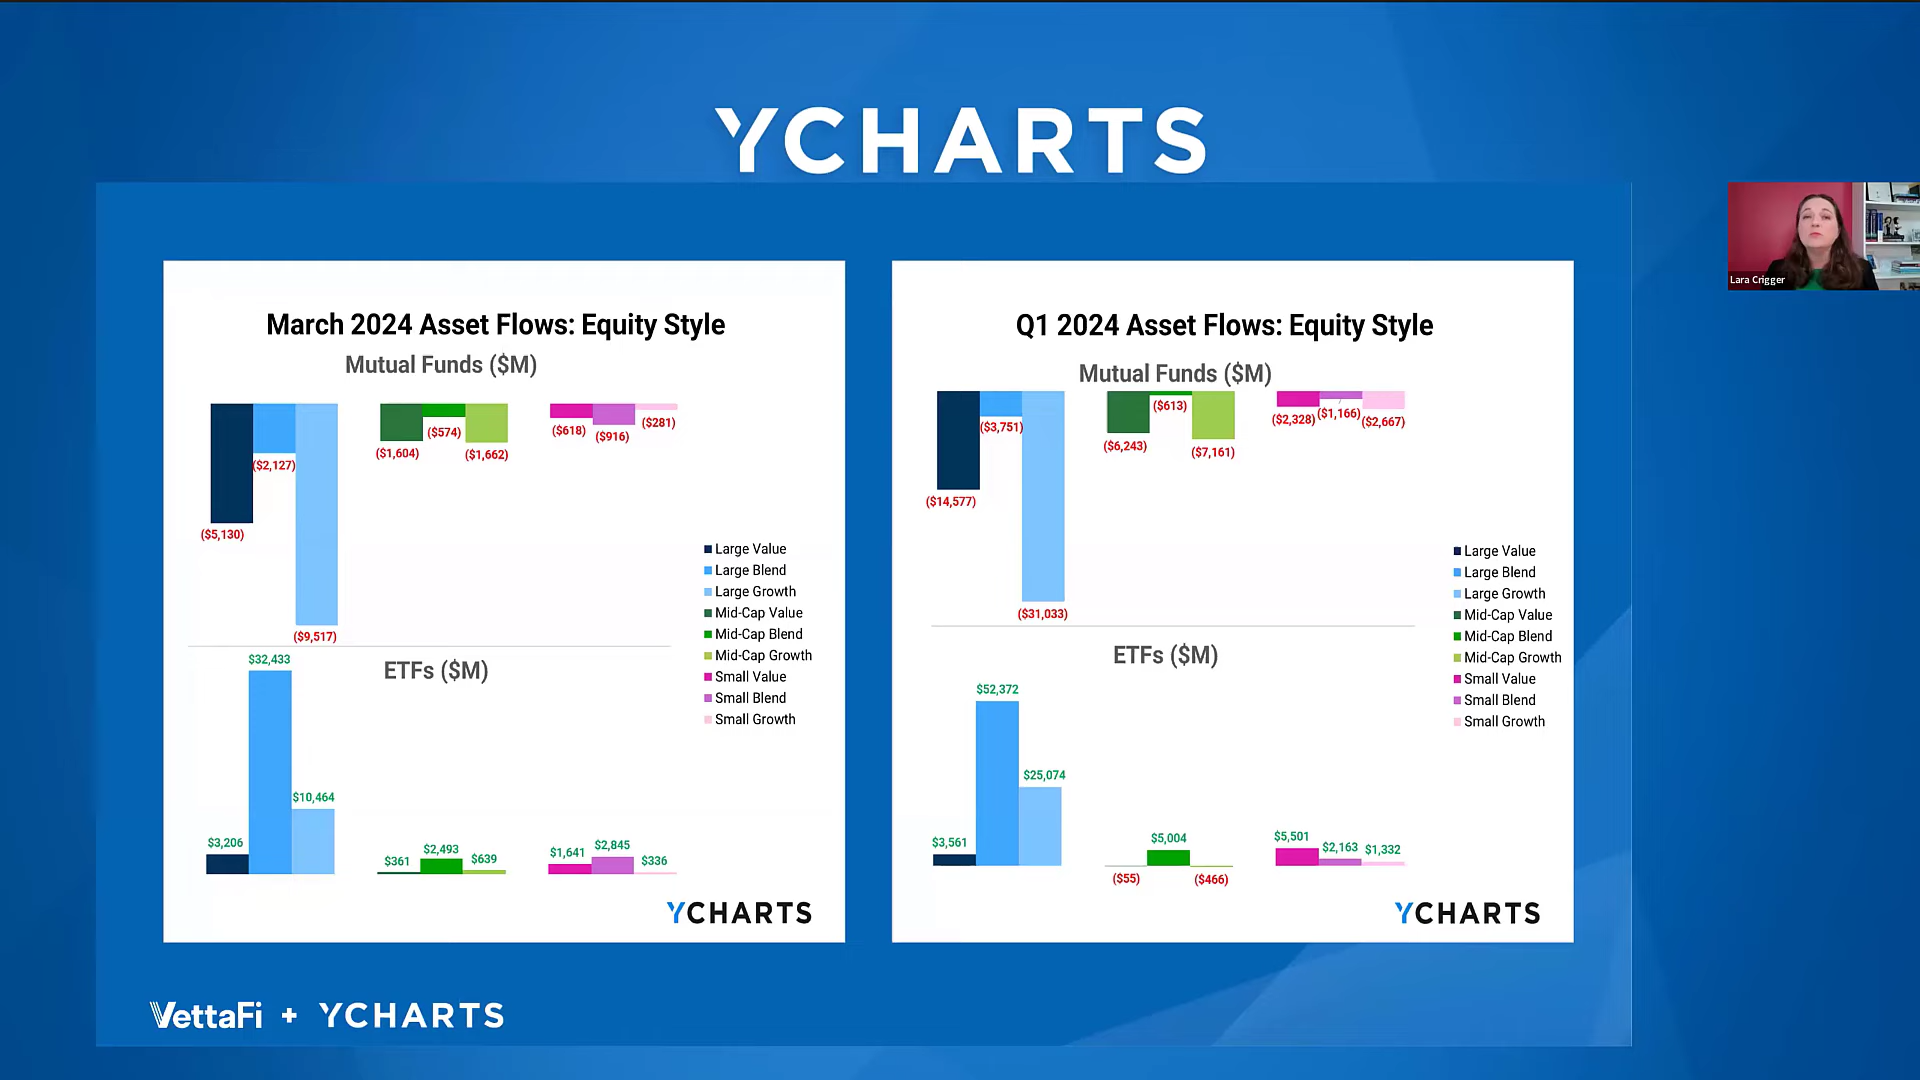 YCHARTS
Lara Crigger
March 2024 Asset Flows: Equity Style
Mutual Funds ($M)
($5,130)
($2,127)
($9,517)
($1,604)
($574)
($1,662)
($618)
($916)
($281)
Large Value
Large Blend
Large Growth
Mid-Cap Value
Mid-Cap Blend
Mid-Cap Growth
Small Value
Small Blend
Small Growth
ETFs ($M)
$3,206
$32,433
$10,464
$361
$2,493
$639
$1,641
$2,845
$336
YCHARTS
Q1 2024 Asset Flows: Equity Style
Mutual Funds ($M)
($14,577)
($3,751)
($31,033)
($6,243)
($613)
($7,161)
($2,328)
($1,166)
($2,667)
Large Value
Large Blend
Large Growth
Mid-Cap Value
Mid-Cap Blend
Mid-Cap Growth
Small Value
Small Blend
Small Growth
ETFs ($M)
$3,561
$52,372
$25,074
($55)
$5,004
($466)
$5,501
$2,163
$1,332
YCHARTS
VettaFi + YCHARTS